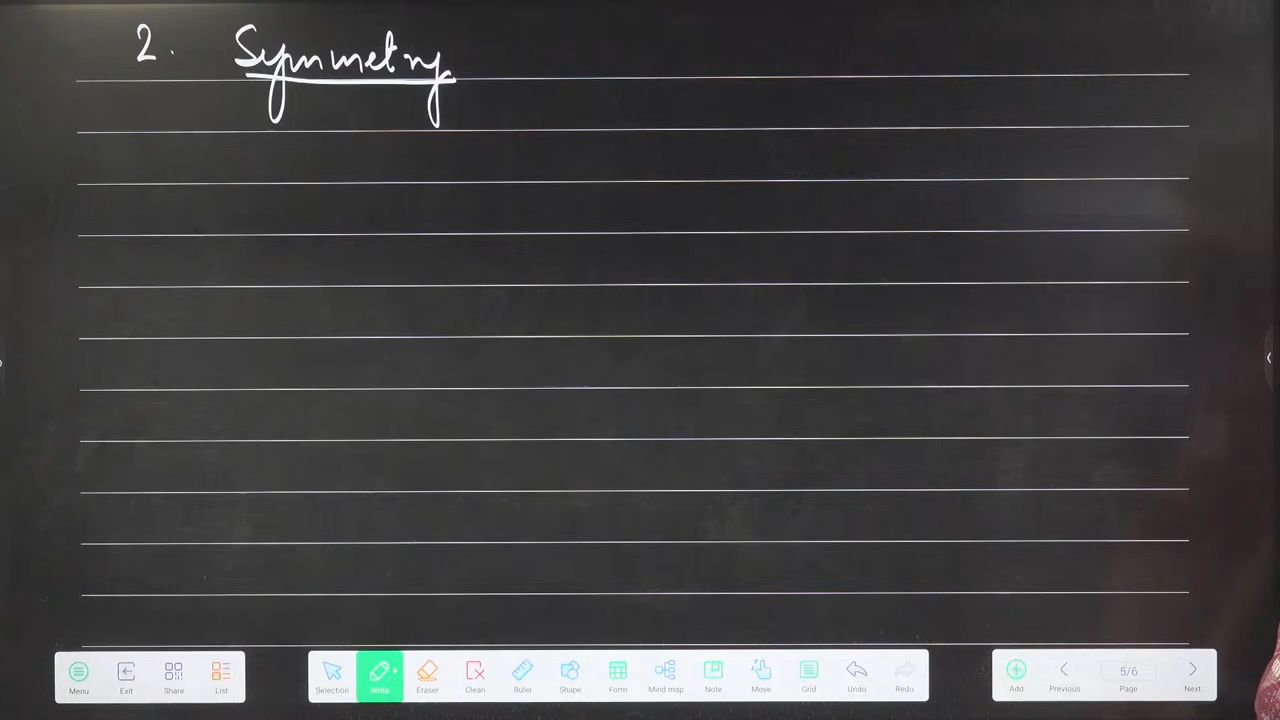 2. Symmetry
Menu Exit Share List Selection Write Eraser Clean Ruler Shape Form Mind map Note Move Grid Undo Redo Add Previous 5/6 Page Next